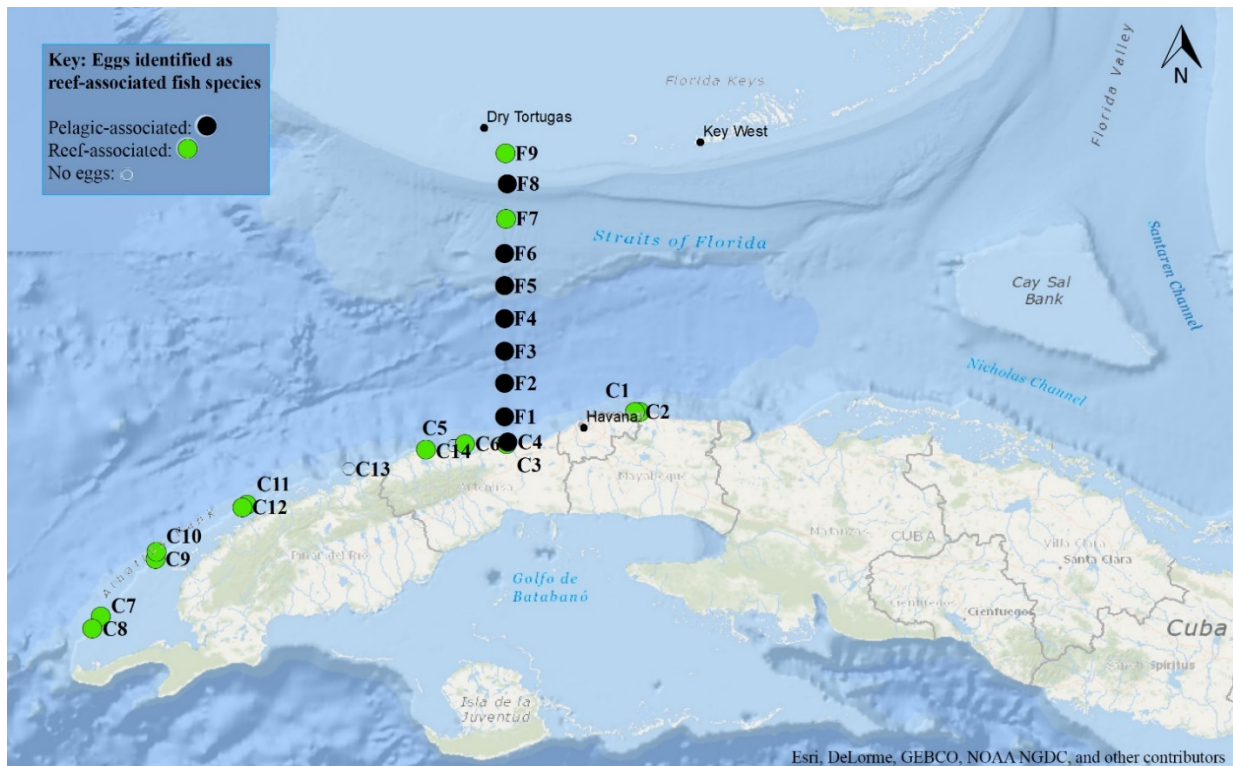 Key: Eggs identified as
reef-associated fish species
Pelagic-associated:
Reef-associated:
No eggs:
N
Florida Valley
Florida Keys
Dry Tortugas
Key West
F9
F8
F7
Straits of Florida
F6
Santaren Channel
F5
Cay Sal
Bank
F4
F3
Nicholas Channel
F2
C1
C2
F1
Havana
C5
C6
C4
C14
C3
C13
Artemisa
Mayabeque
C11
C12
Matanzas
CUBA
Villa Clara
Santa Clara
C10
C9
Pinar del Río
Golfo de
Batabanó
Cienfuegos
Cienfuegos
C7
C8
Cuba
Spiritus
Isla de la
Juventud
Esri, DeLorme, GEBCO, NOAA NGDC, and other contributors